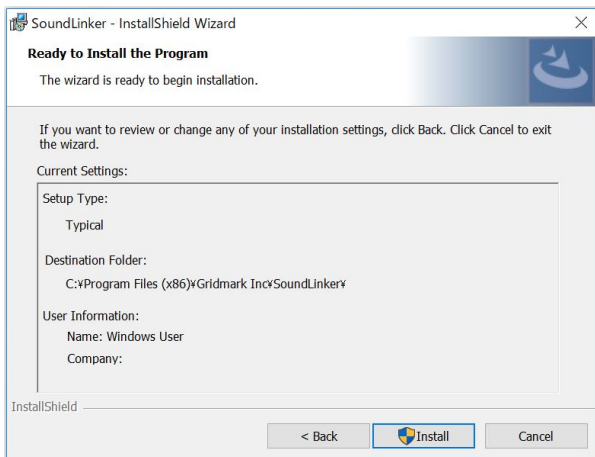 SoundLinker - InstallShield Wizard
Ready to Install the Program
The wizard is ready to begin installation.
If you want to review or change any of your installation settings, click Back. Click Cancel to exit
the wizard.
Current Settings:
Setup Type:
Typical
Destination Folder:
C:¥Program Files (x86)¥Gridmark Inc¥SoundLinker¥
User Information:
Name: Windows User
Company:
InstallShield
< Back
Install
Cancel